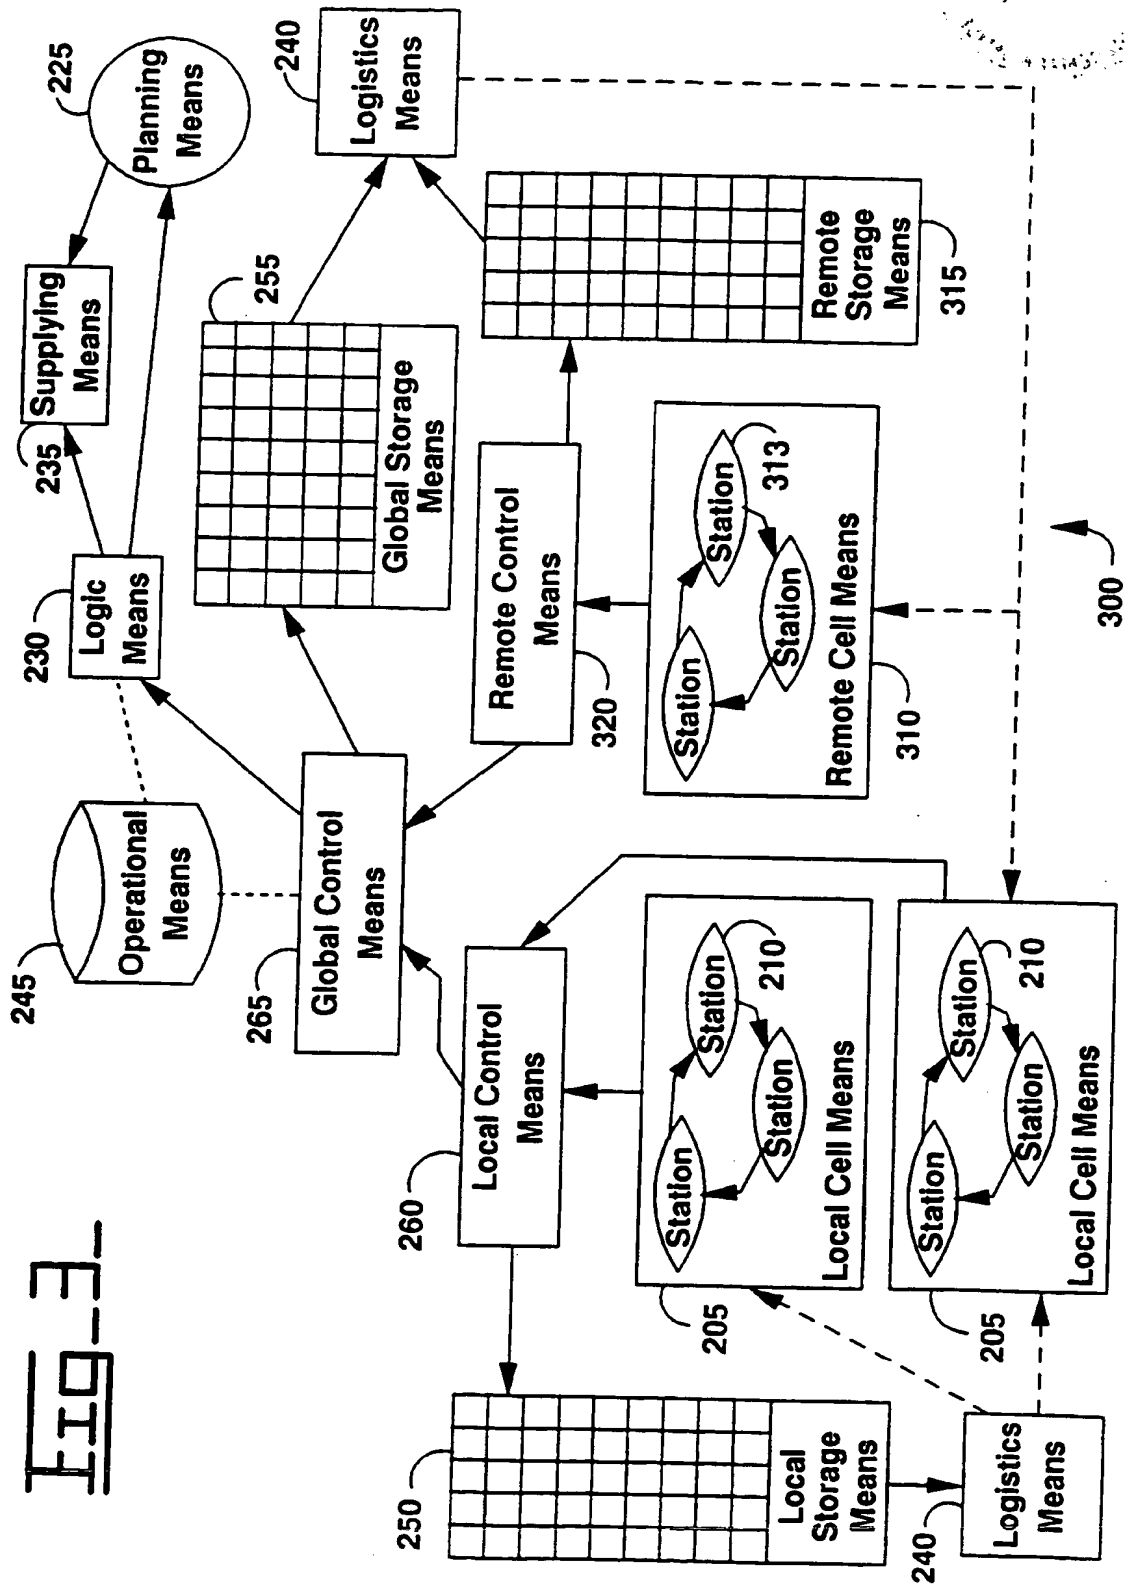 Fig_3_
245
Operational
Means
230
Logic
Means
235
Supplying
Means
225
Planning
Means
265
Global Control
Means
255
Global Storage
Means
240
Logistics
Means
260
Local Control
Means
320
Remote Control
Means
315
Remote
Storage
Means
250
Local
Storage
Means
240
Logistics
Means
205
Station
Station
Station
210
Local Cell Means
205
Station
Station
Station
210
Local Cell Means
310
Station
Station
Station
313
Remote Cell Means
300